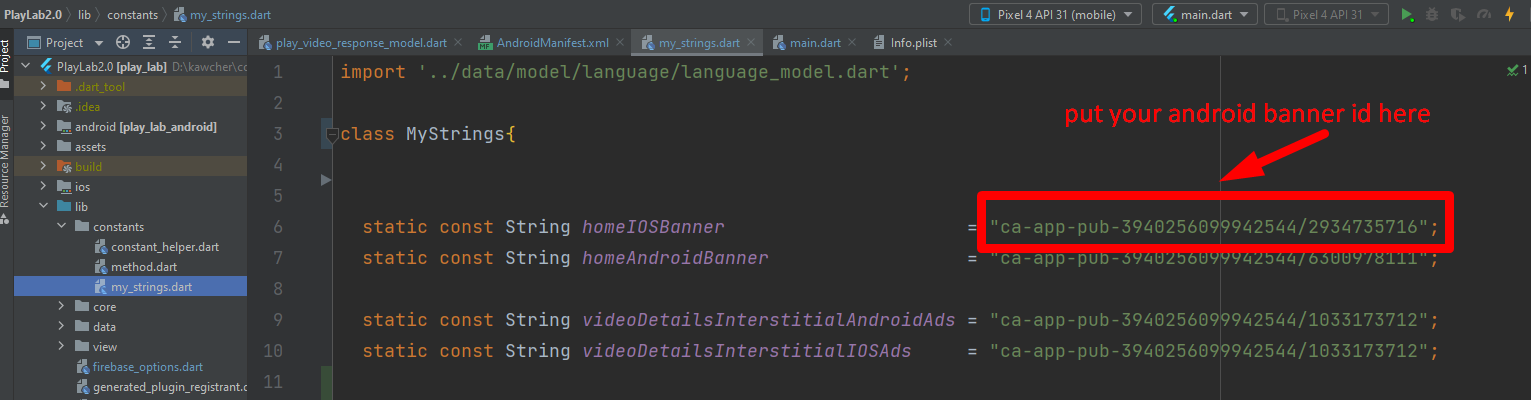 PlayLab2.0 lib constants my_strings.dart Pixel 4 API 31 (mobile) main.dart Pixel 4 API 31
Project play_video_response_model.dart AndroidManifest.xml my_strings.dart main.dart Info.plist
Project
Resource Manager
PlayLab2.0 [play_lab] D:\kawcher\co
.dart_tool
.idea
android [play_lab_android]
assets
build
ios
lib
constants
constant_helper.dart
method.dart
my_strings.dart
core
data
view
firebase_options.dart
generated_plugin_registrant.c
1 import '../data/model/language/language_model.dart'; 1
2
3 class MyStrings{
put your android banner id here
4
5
6 static const String homeIOSBanner = "ca-app-pub-3940256099942544/2934735716";
7 static const String homeAndroidBanner = "ca-app-pub-3940256099942544/6300978111";
8
9 static const String videoDetailsInterstitialAndroidAds = "ca-app-pub-3940256099942544/1033173712";
10 static const String videoDetailsInterstitialIOSAds = "ca-app-pub-3940256099942544/1033173712";
11